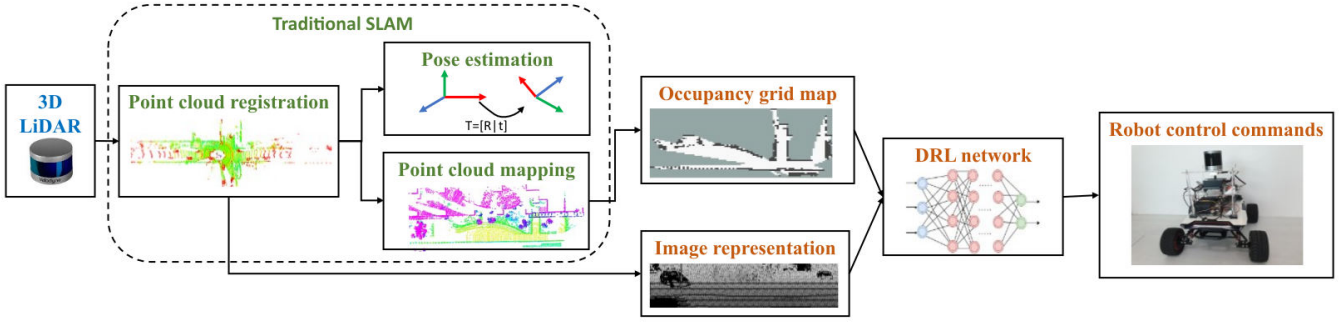 Traditional SLAM
3D
LiDAR
Point cloud registration
Pose estimation
T=[R|t]
Point cloud mapping
Occupancy grid map
Image representation
DRL network
Robot control commands